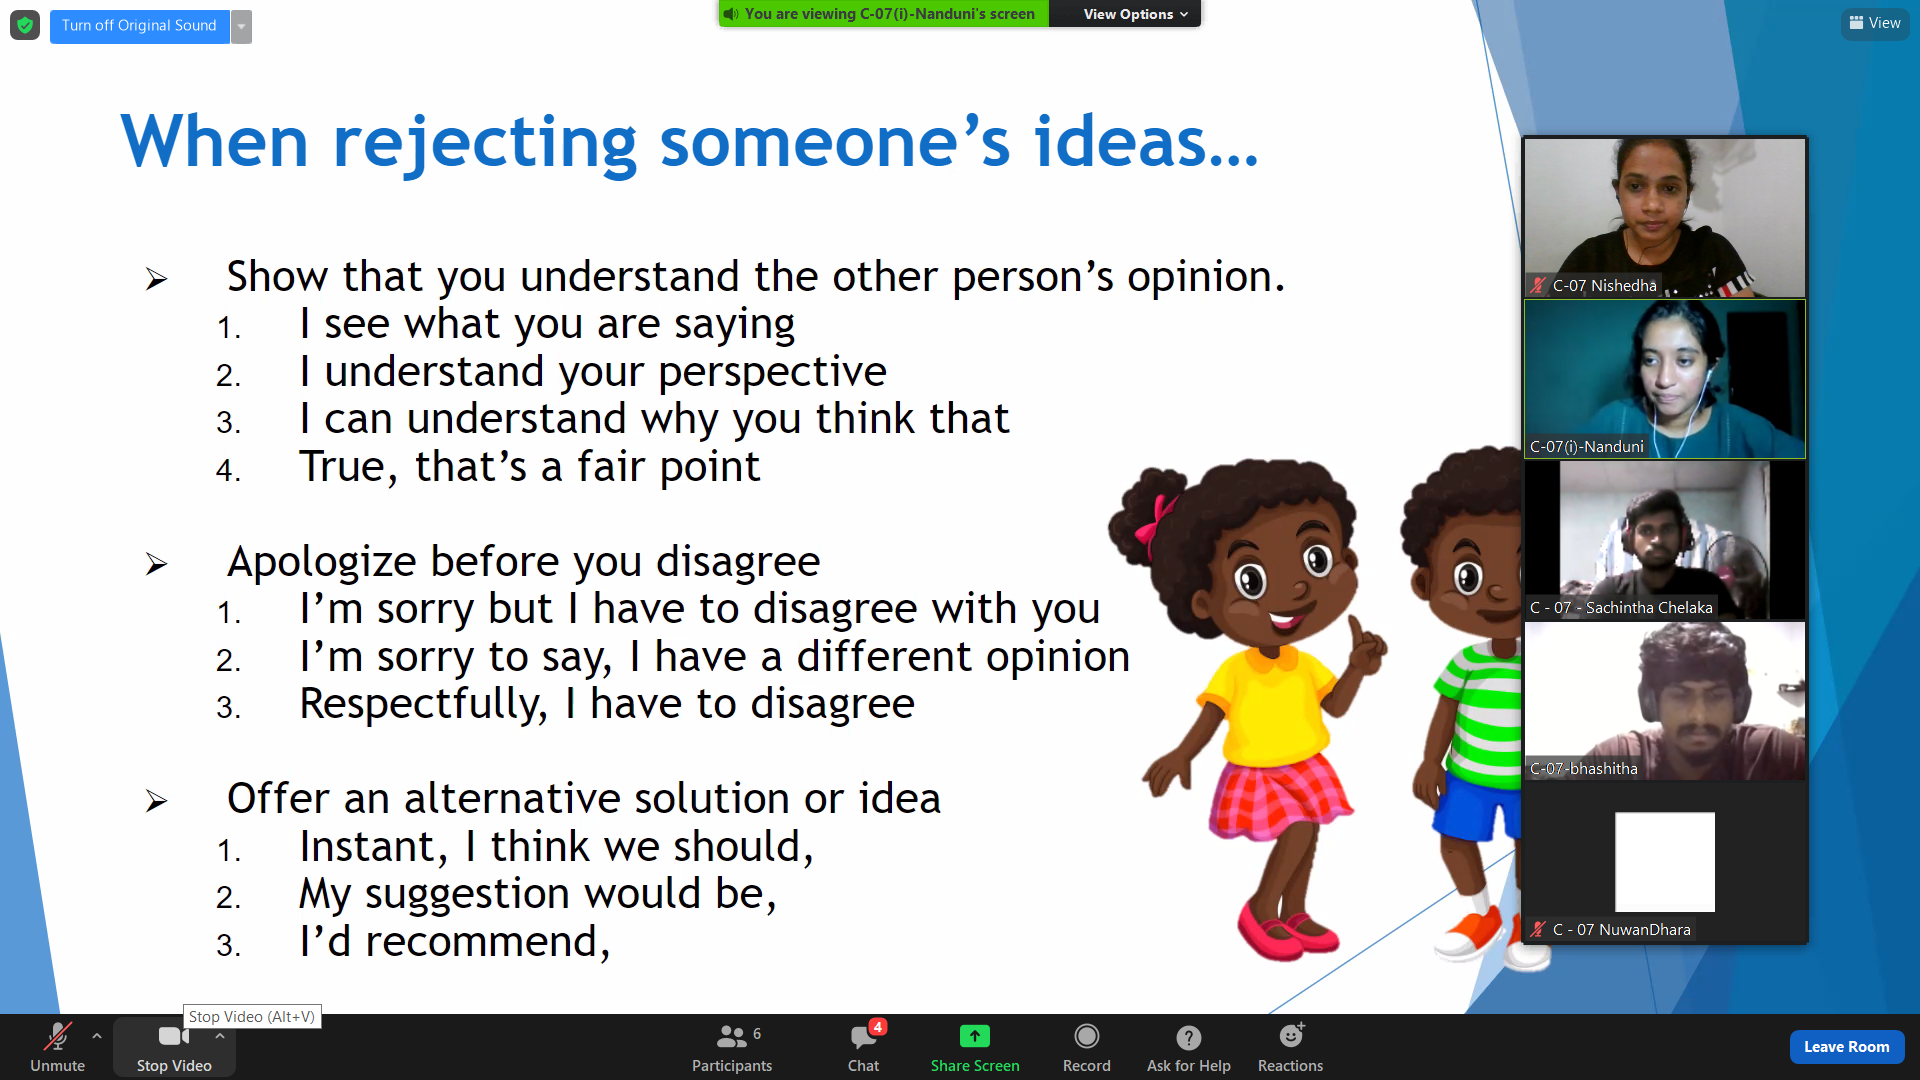 Turn off Original Sound
You are viewing C-07(i)-Nanduni's screen
View Options
View
When rejecting someone’s ideas…
➢ Show that you understand the other person’s opinion.
1. I see what you are saying
2. I understand your perspective
3. I can understand why you think that
4. True, that’s a fair point
➢ Apologize before you disagree
1. I’m sorry but I have to disagree with you
2. I’m sorry to say, I have a different opinion
3. Respectfully, I have to disagree
➢ Offer an alternative solution or idea
1. Instant, I think we should,
2. My suggestion would be,
3. I’d recommend,
C-07 Nishedha
C-07(i)-Nanduni
C - 07 - Sachintha Chelaka
C-07-bhashitha
C - 07 NuwanDhara
Stop Video (Alt+V)
Unmute
Stop Video
6
Participants
4
Chat
Share Screen
Record
Ask for Help
Reactions
Leave Room